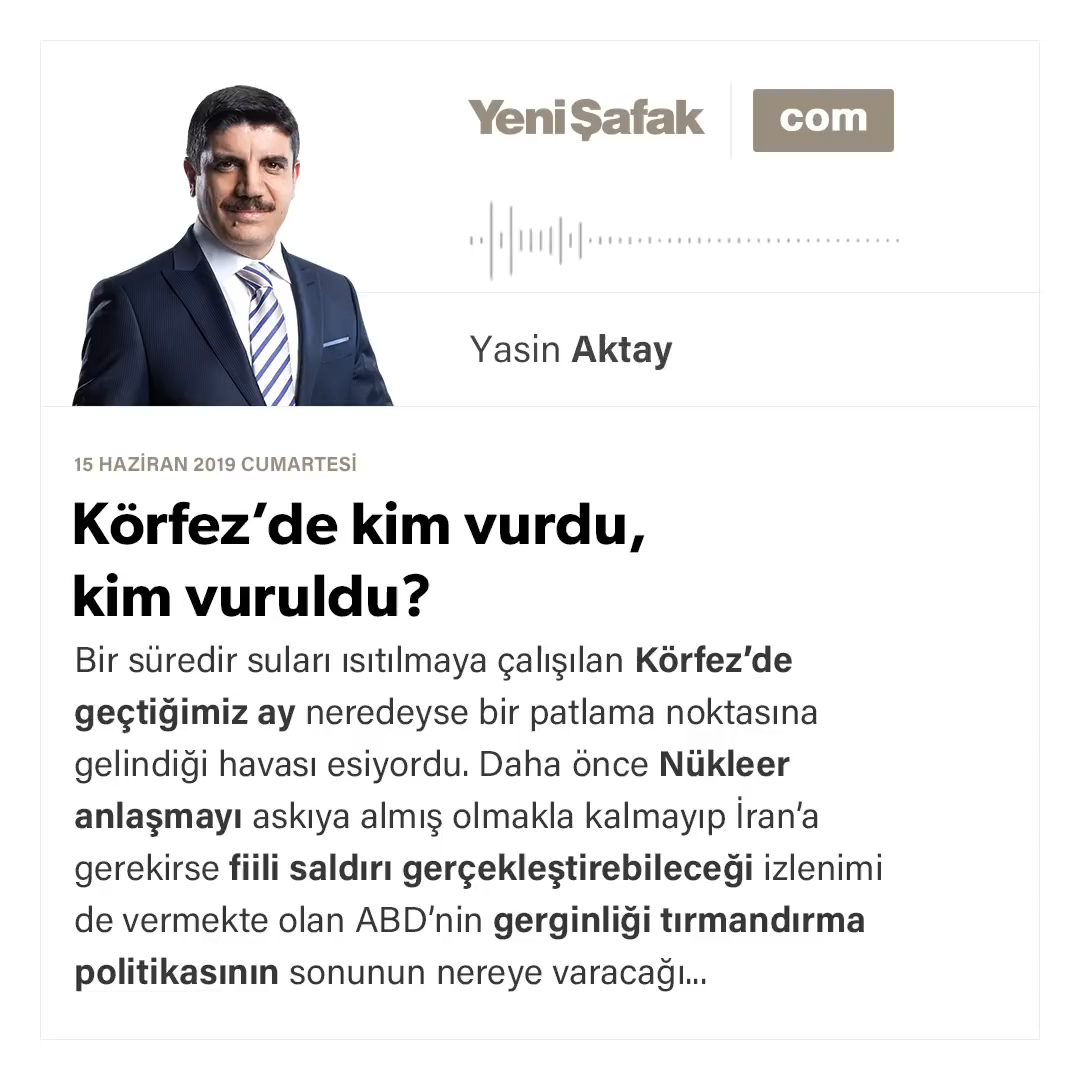 YeniŞafak com
Yasin Aktay
15 HAZİRAN 2019 CUMARTESİ
Körfez’de kim vurdu,
kim vuruldu?
Bir süredir suları ısıtılmaya çalışılan Körfez’de
geçtiğimiz ay neredeyse bir patlama noktasına
gelindiği havası esiyordu. Daha önce Nükleer
anlaşmayı askıya almış olmakla kalmayıp İran’a
gerekirse fiili saldırı gerçekleştirebileceği izlenimi
de vermekte olan ABD’nin gerginliği tırmandırma
politikasının sonunun nereye varacağı...